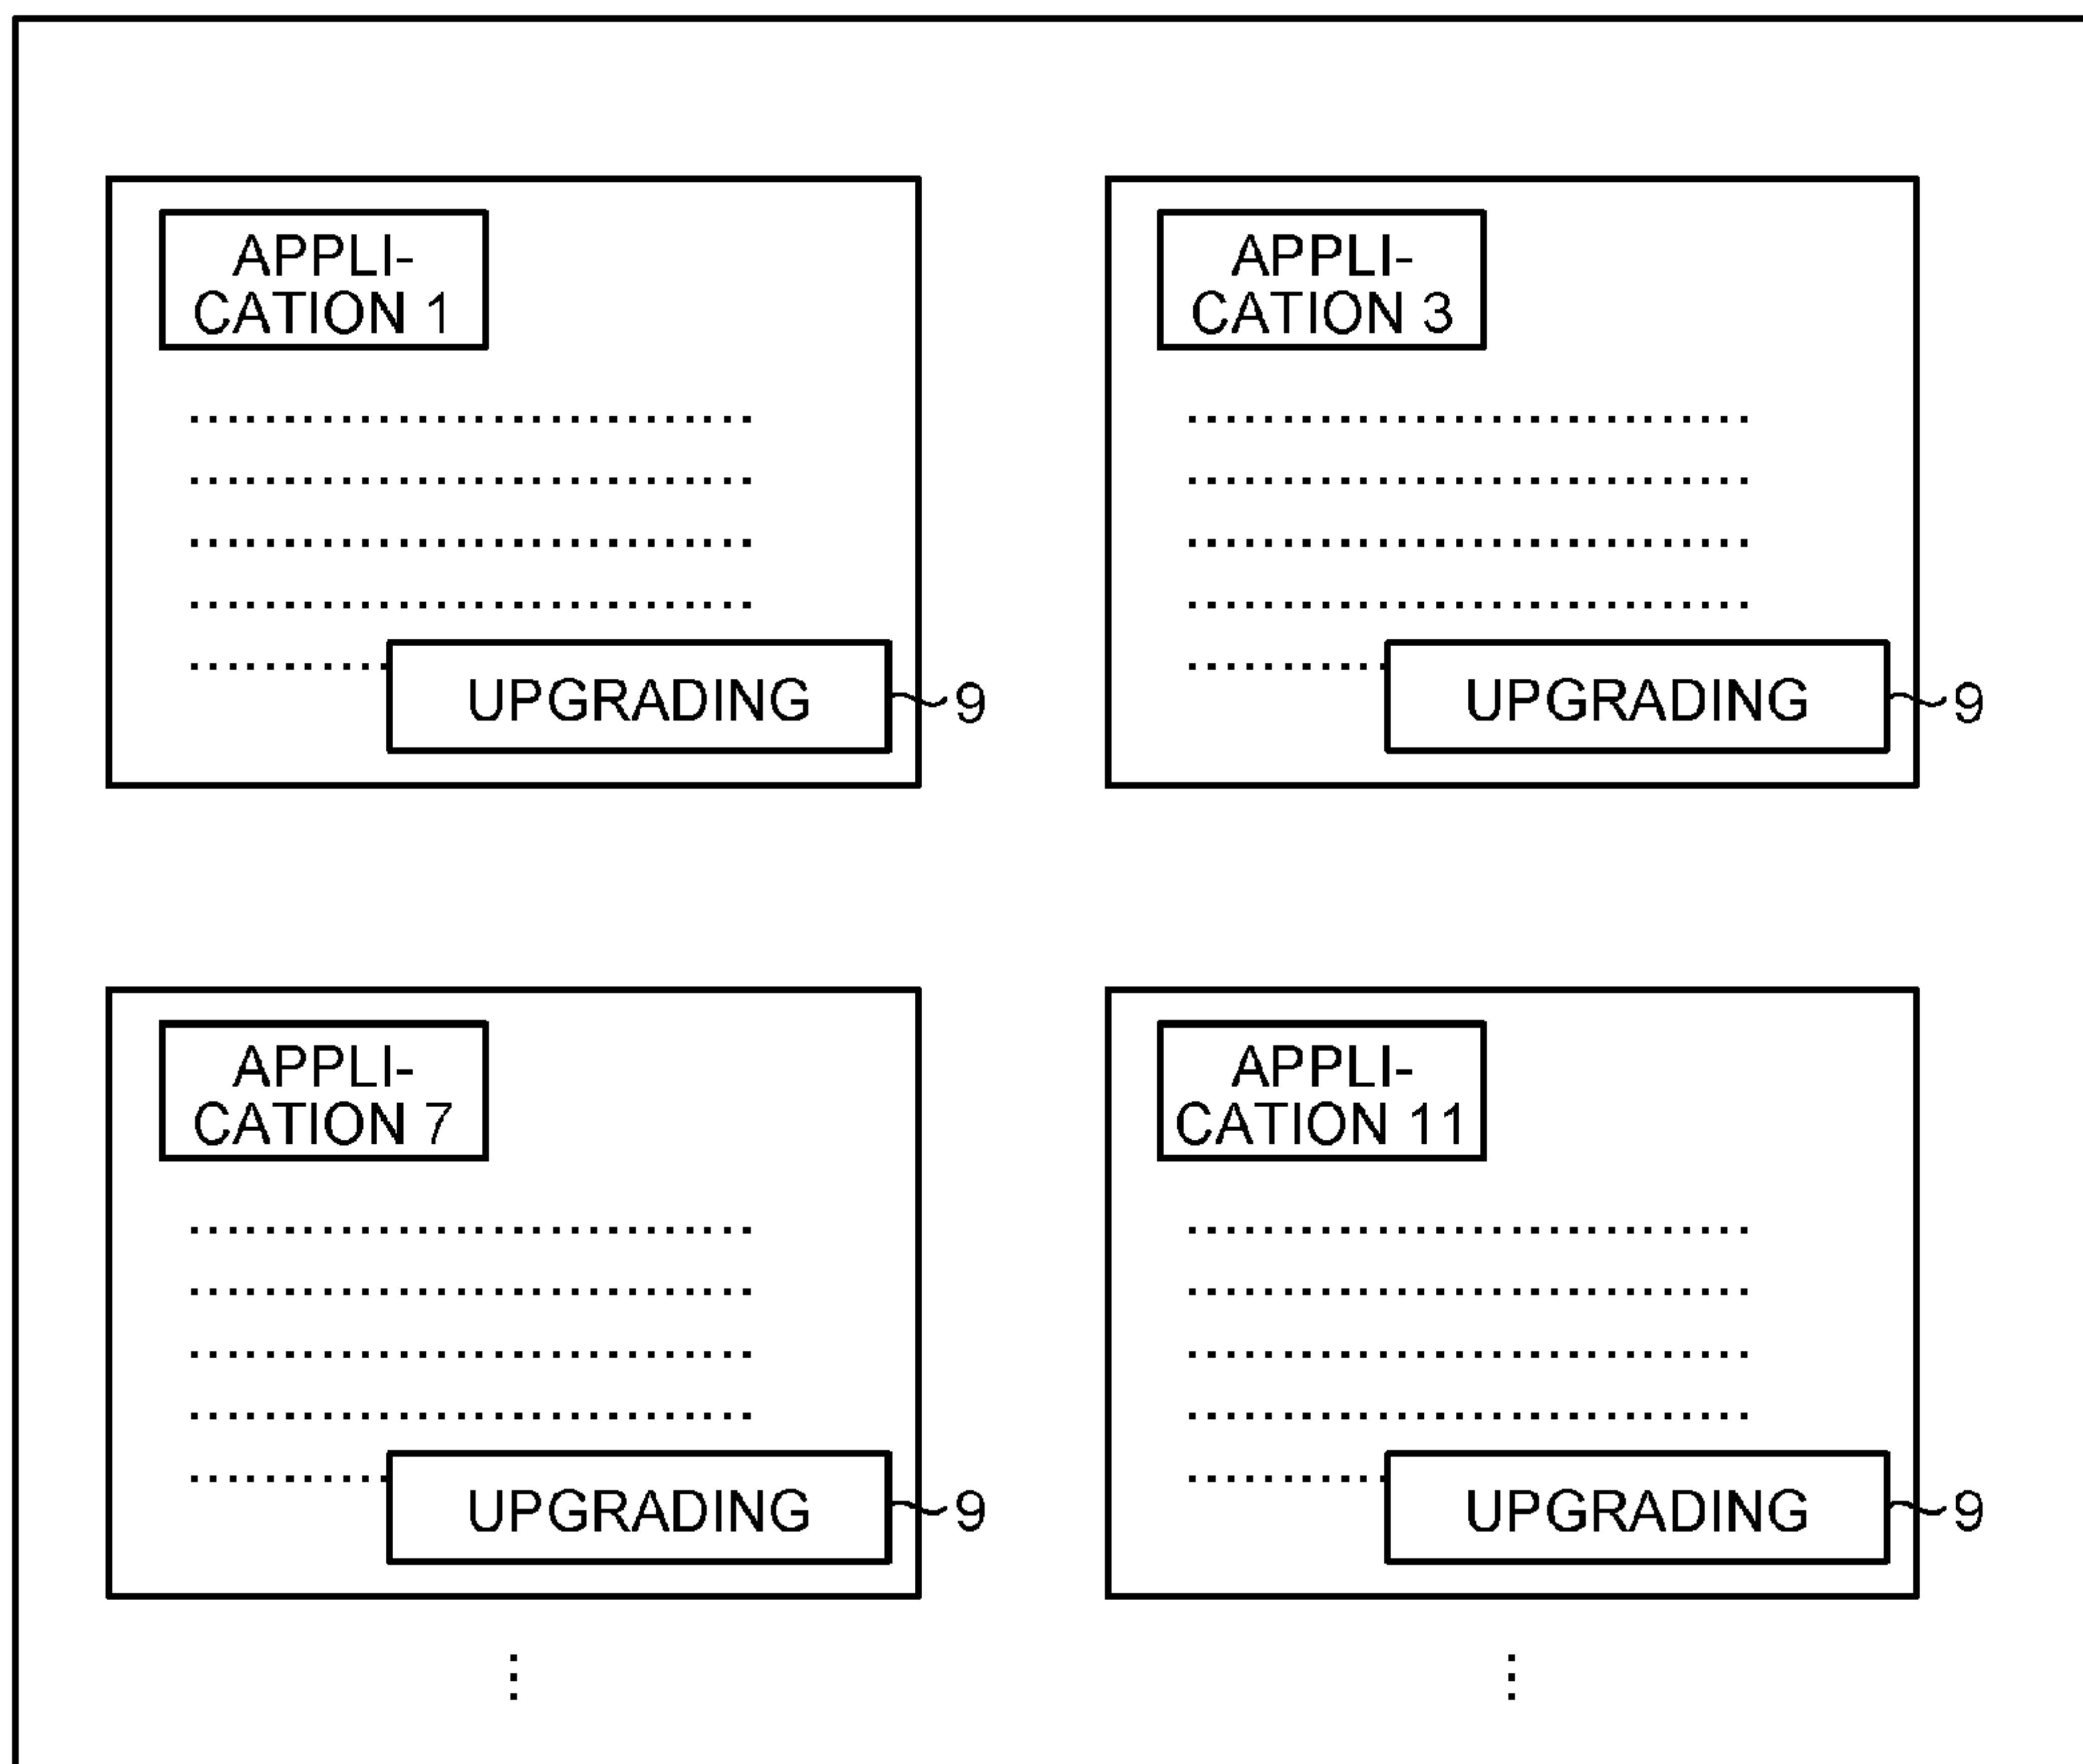 APPLI-
CATION 1
UPGRADING
9
APPLI-
CATION 3
UPGRADING
9
APPLI-
CATION 7
UPGRADING
9
APPLI-
CATION 11
UPGRADING
9